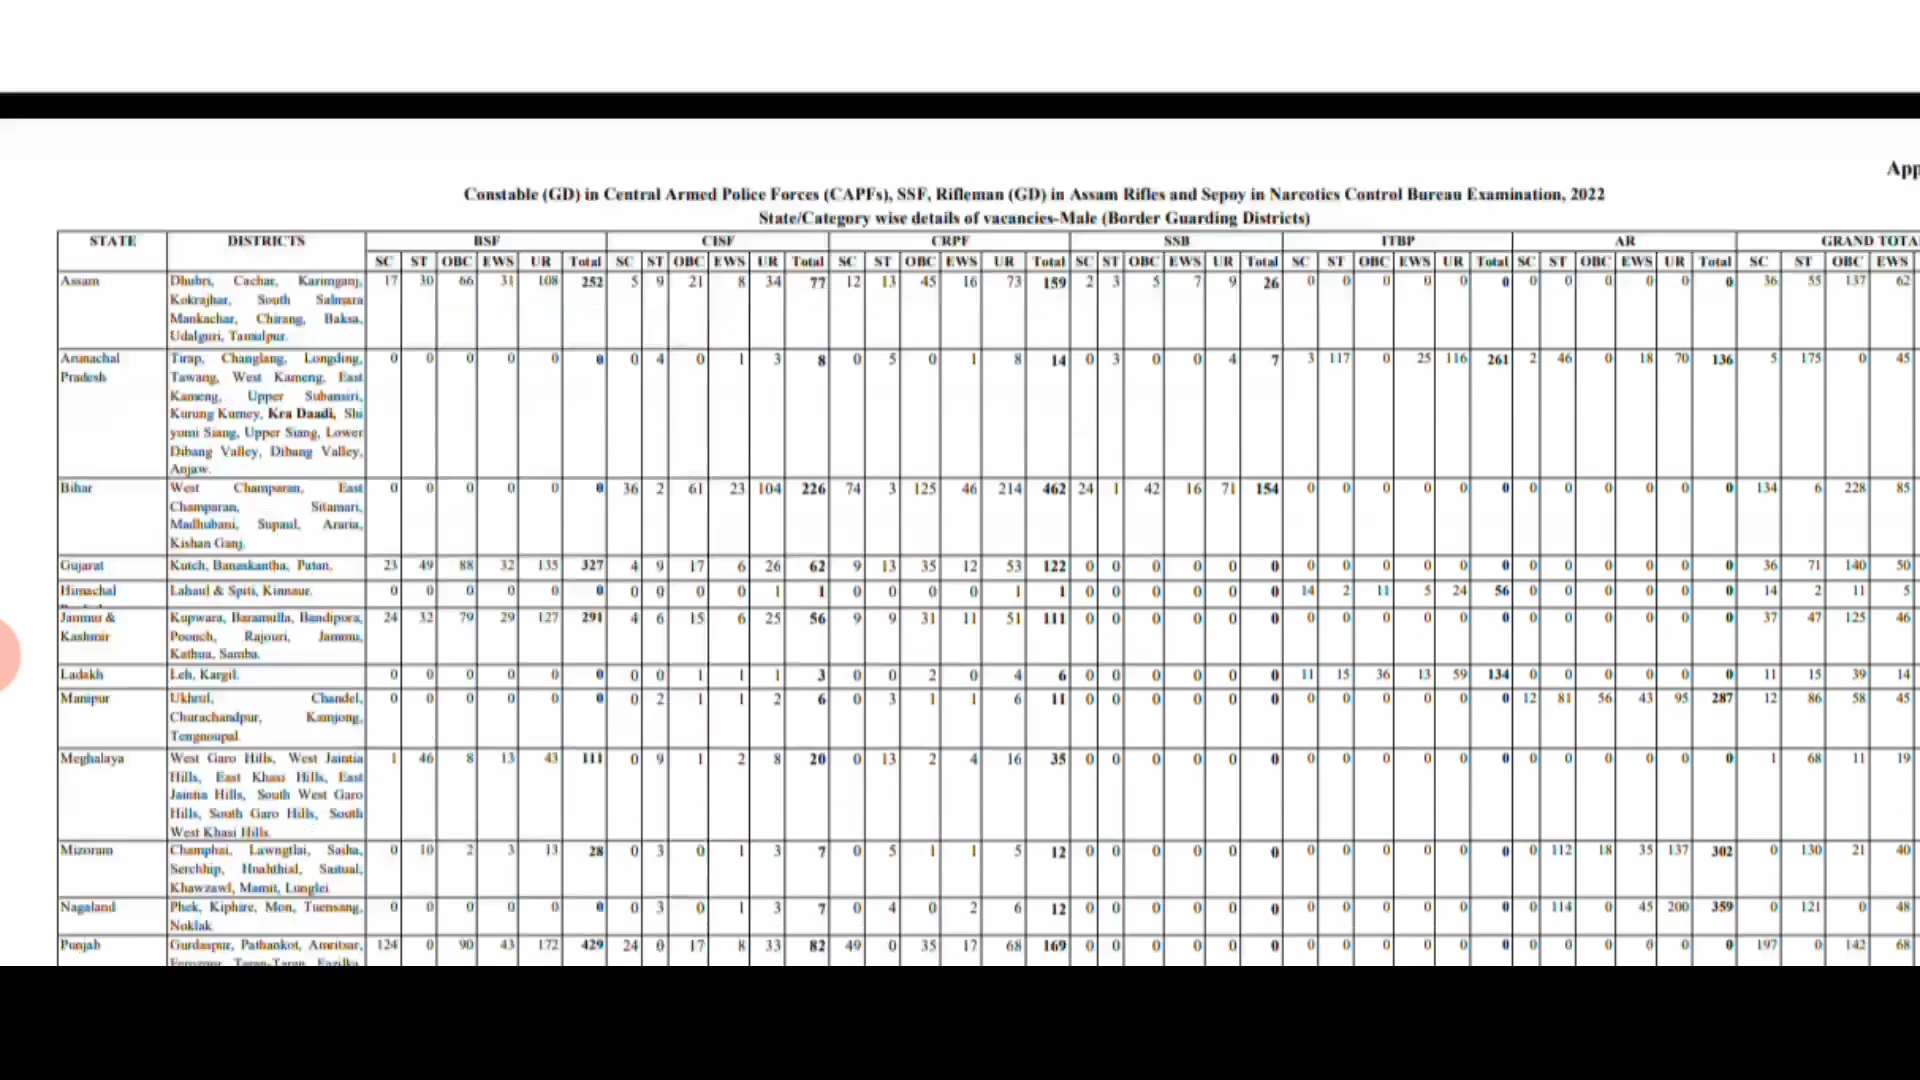 App
Constable (GD) in Central Armed Police Forces (CAPFs), SSF, Rifleman (GD) in Assam Rifles and Sepoy in Narcotics Control Bureau Examination, 2022
State/Category wise details of vacancies-Male (Border Guarding Districts)
STATE DISTRICTS BSF CISF CRPF SSB ITBP AR GRAND TOTA
SC ST OBC EWS UR Total SC ST OBC EWS UR Total SC ST OBC EWS UR Total SC ST OBC EWS UR Total SC ST OBC EWS UR Total SC ST OBC EWS UR Total SC ST OBC EWS
Assam Dhubri, Cachar, Karimganj, 17 30 66 31 108 252 5 9 21 8 34 77 12 13 45 16 73 159 2 3 5 7 9 26 0 0 0 0 0 0 0 0 0 0 0 0 36 55 137 62
Kokrajhar, South Salmara
Mankachar, Chirang, Baksa,
Udalguri, Tamulpur.
Arunachal Tirap, Changlang, Longding, 0 0 0 0 0 0 0 4 0 1 3 8 0 5 0 1 8 14 0 3 0 0 4 7 3 117 0 25 116 261 2 46 0 18 70 136 5 175 0 45
Pradesh Tawang, West Kameng, East
Kameng, Upper Subansiri,
Kurung Kumey, Kra Daadi, Shi
yomi Siang, Upper Siang, Lower
Dibang Valley, Dibang Valley,
Anjaw.
Bihar West Champaran, East 0 0 0 0 0 0 36 2 61 23 104 226 74 3 125 46 214 462 24 1 42 16 71 154 0 0 0 0 0 0 0 0 0 0 0 0 134 6 228 85
Champaran, Sitamari,
Madhubani, Supaul, Araria,
Kishan Ganj.
Gujarat Kutch, Banaskantha, Patan. 23 49 88 32 135 327 4 9 17 6 26 62 9 13 35 12 53 122 0 0 0 0 0 0 0 0 0 0 0 0 0 0 0 0 0 0 36 71 140 50
Himachal Lahaul & Spiti, Kinnaur. 0 0 0 0 0 0 0 0 0 0 1 1 0 0 0 0 1 1 0 0 0 0 0 0 14 2 11 5 24 56 0 0 0 0 0 0 14 2 11 5
Jammu & Kupwara, Baramulla, Bandipora, 24 32 79 29 127 291 4 6 15 6 25 56 9 9 31 11 51 111 0 0 0 0 0 0 0 0 0 0 0 0 0 0 0 0 0 0 37 47 125 46
Kashmir Poonch, Rajouri, Jammu,
Kathua, Samba.
Ladakh Leh, Kargil. 0 0 0 0 0 0 0 0 1 1 1 3 0 0 2 0 4 6 0 0 0 0 0 0 11 15 36 13 59 134 0 0 0 0 0 0 11 15 39 14
Manipur Ukhrul, Chandel, 0 0 0 0 0 0 0 2 1 1 2 6 0 3 1 1 6 11 0 0 0 0 0 0 0 0 0 0 0 0 12 81 56 43 95 287 12 86 58 45
Churachandpur, Kamjong,
Tengnoupal.
Meghalaya West Garo Hills, West Jaintia 1 46 8 13 43 111 0 9 1 2 8 20 0 13 2 4 16 35 0 0 0 0 0 0 0 0 0 0 0 0 0 0 0 0 0 0 1 68 11 19
Hills, East Khasi Hills, East
Jaintia Hills, South West Garo
Hills, South Garo Hills, South
West Khasi Hills.
Mizoram Champhai, Lawngtlai, Saiha, 0 10 2 3 13 28 0 3 0 1 3 7 0 5 1 1 5 12 0 0 0 0 0 0 0 0 0 0 0 0 0 112 18 35 137 302 0 130 21 40
Serchhip, Hnahthial, Saitual,
Khawzawl, Mamit, Lunglei.
Nagaland Phek, Kiphire, Mon, Tuensang, 0 0 0 0 0 0 0 3 0 1 3 7 0 4 0 2 6 12 0 0 0 0 0 0 0 0 0 0 0 0 0 114 0 45 200 359 0 121 0 48
Noklak.
Punjab Gurdaspur, Pathankot, Amritsar, 124 0 90 43 172 429 24 0 17 8 33 82 49 0 35 17 68 169 0 0 0 0 0 0 0 0 0 0 0 0 0 0 0 0 0 0 197 0 142 68